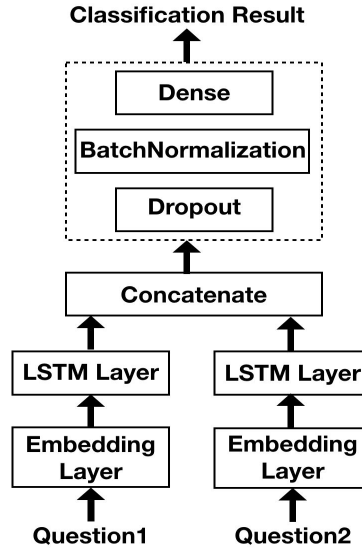 Classification Result
Dense
BatchNormalization
Dropout
Concatenate
LSTM Layer
LSTM Layer
Embedding
Layer
Embedding
Layer
Question1
Question2